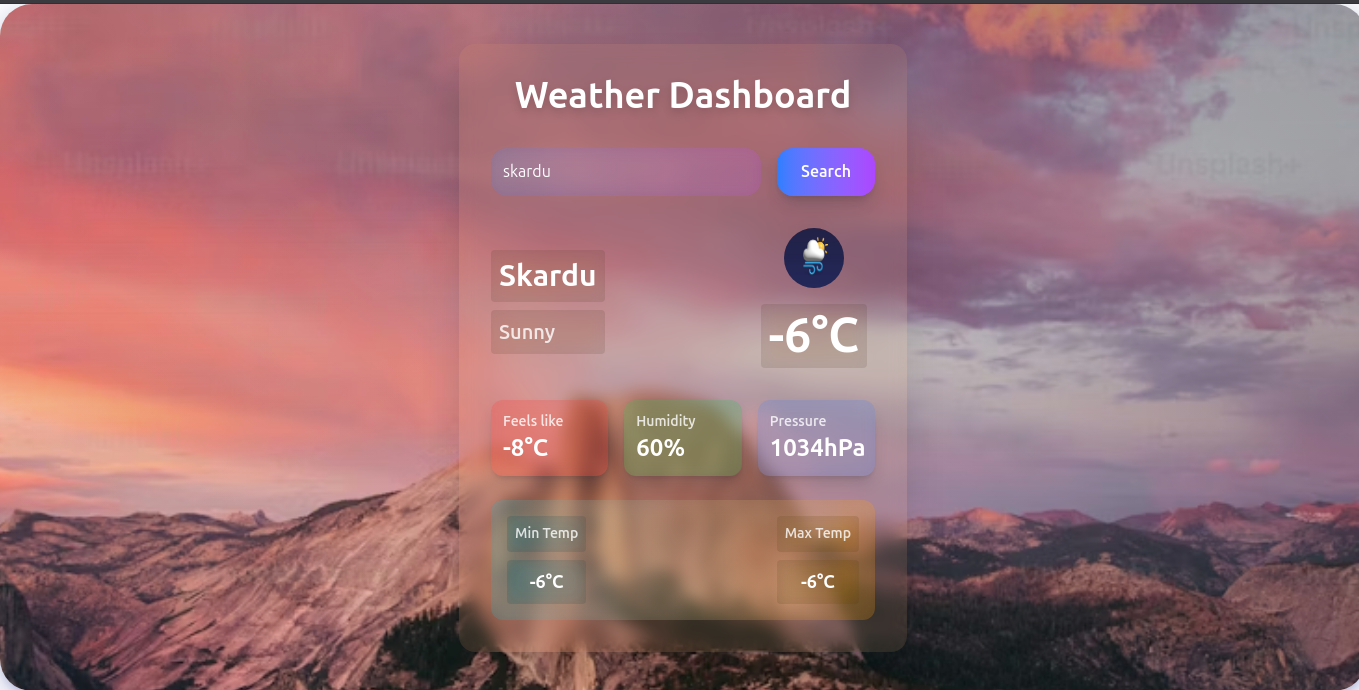 Unsplash+
Weather Dashboard
skardu
Search
Unsplash+
Unsplash+
Skardu
Sunny
-6°C
Feels like
-8°C
Humidity
60%
Pressure
1034hPa
Min Temp
-6°C
Max Temp
-6°C